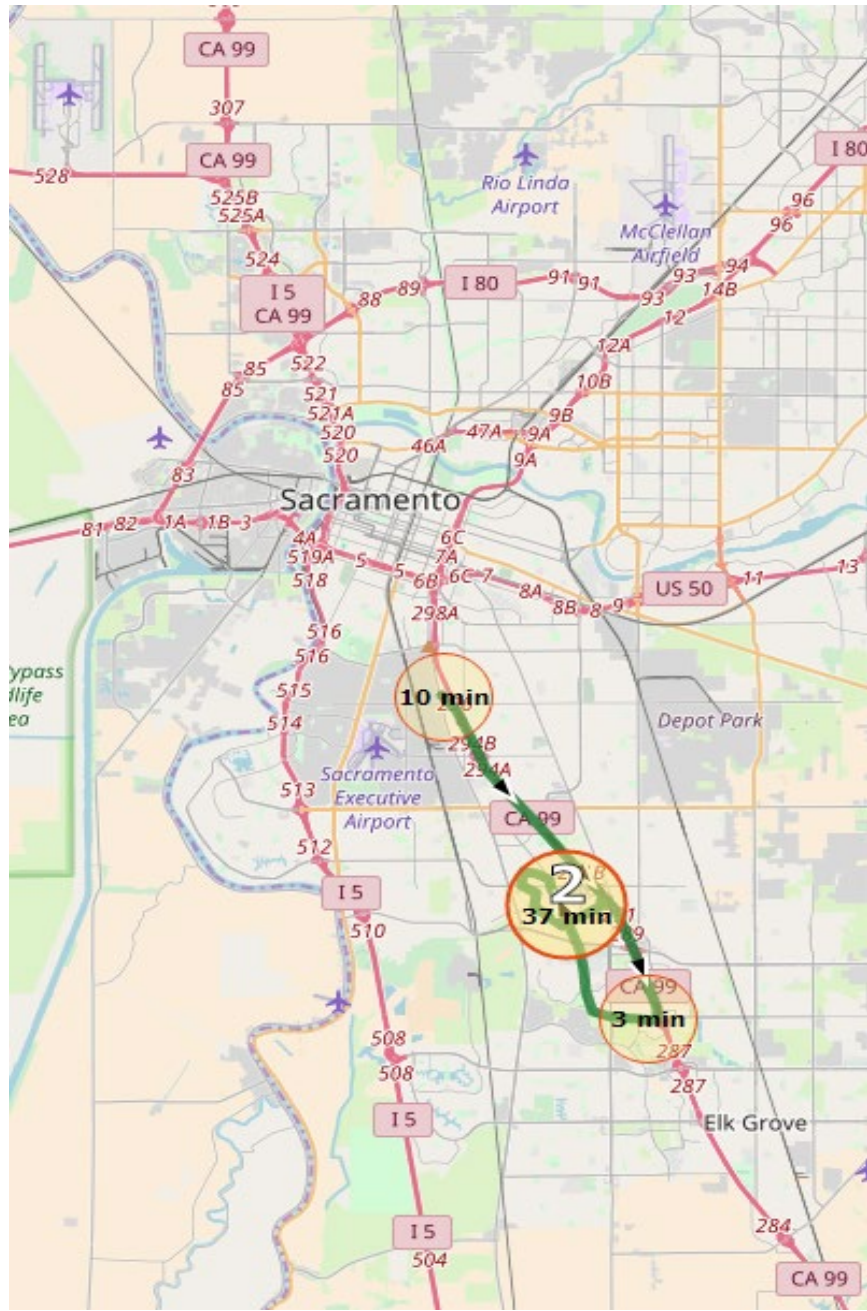 CA 99
307
CA 99
528
525B
525A
524
I 5
CA 99
Rio Linda
Airport
McClellan
Airfield
I 80
96
96
94
93
93
14B
12
12A
10B
9B
9A
9A
91
91
I 80
89
88
85
85
83
522
521
521A
520
520
46A
47A
Sacramento
81
82
1A
1B
3
4A
519A
518
5
5
6B
6C
7A
6C
7
8A
8B
8
9
US 50
11
13
298A
516
516
515
514
513
512
ypass
dlife
ea
10 min
294B
294A
Depot Park
Sacramento
Executive
Airport
CA 99
I 5
510
2
37 min
CA 99
3 min
287
287
508
508
I 5
Elk Grove
284
I 5
504
CA 99